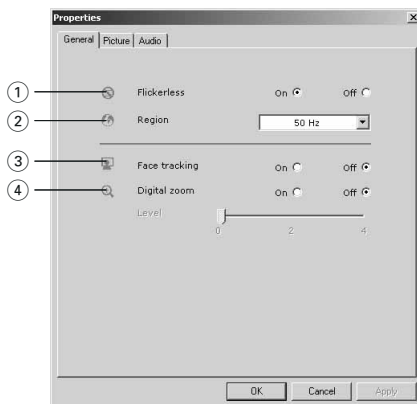 Properties
General Picture Audio
1 Flickerless On Off
2 Region 50 Hz
3 Face tracking On Off
4 Digital zoom On Off
Level
0 2 4
OK Cancel Apply